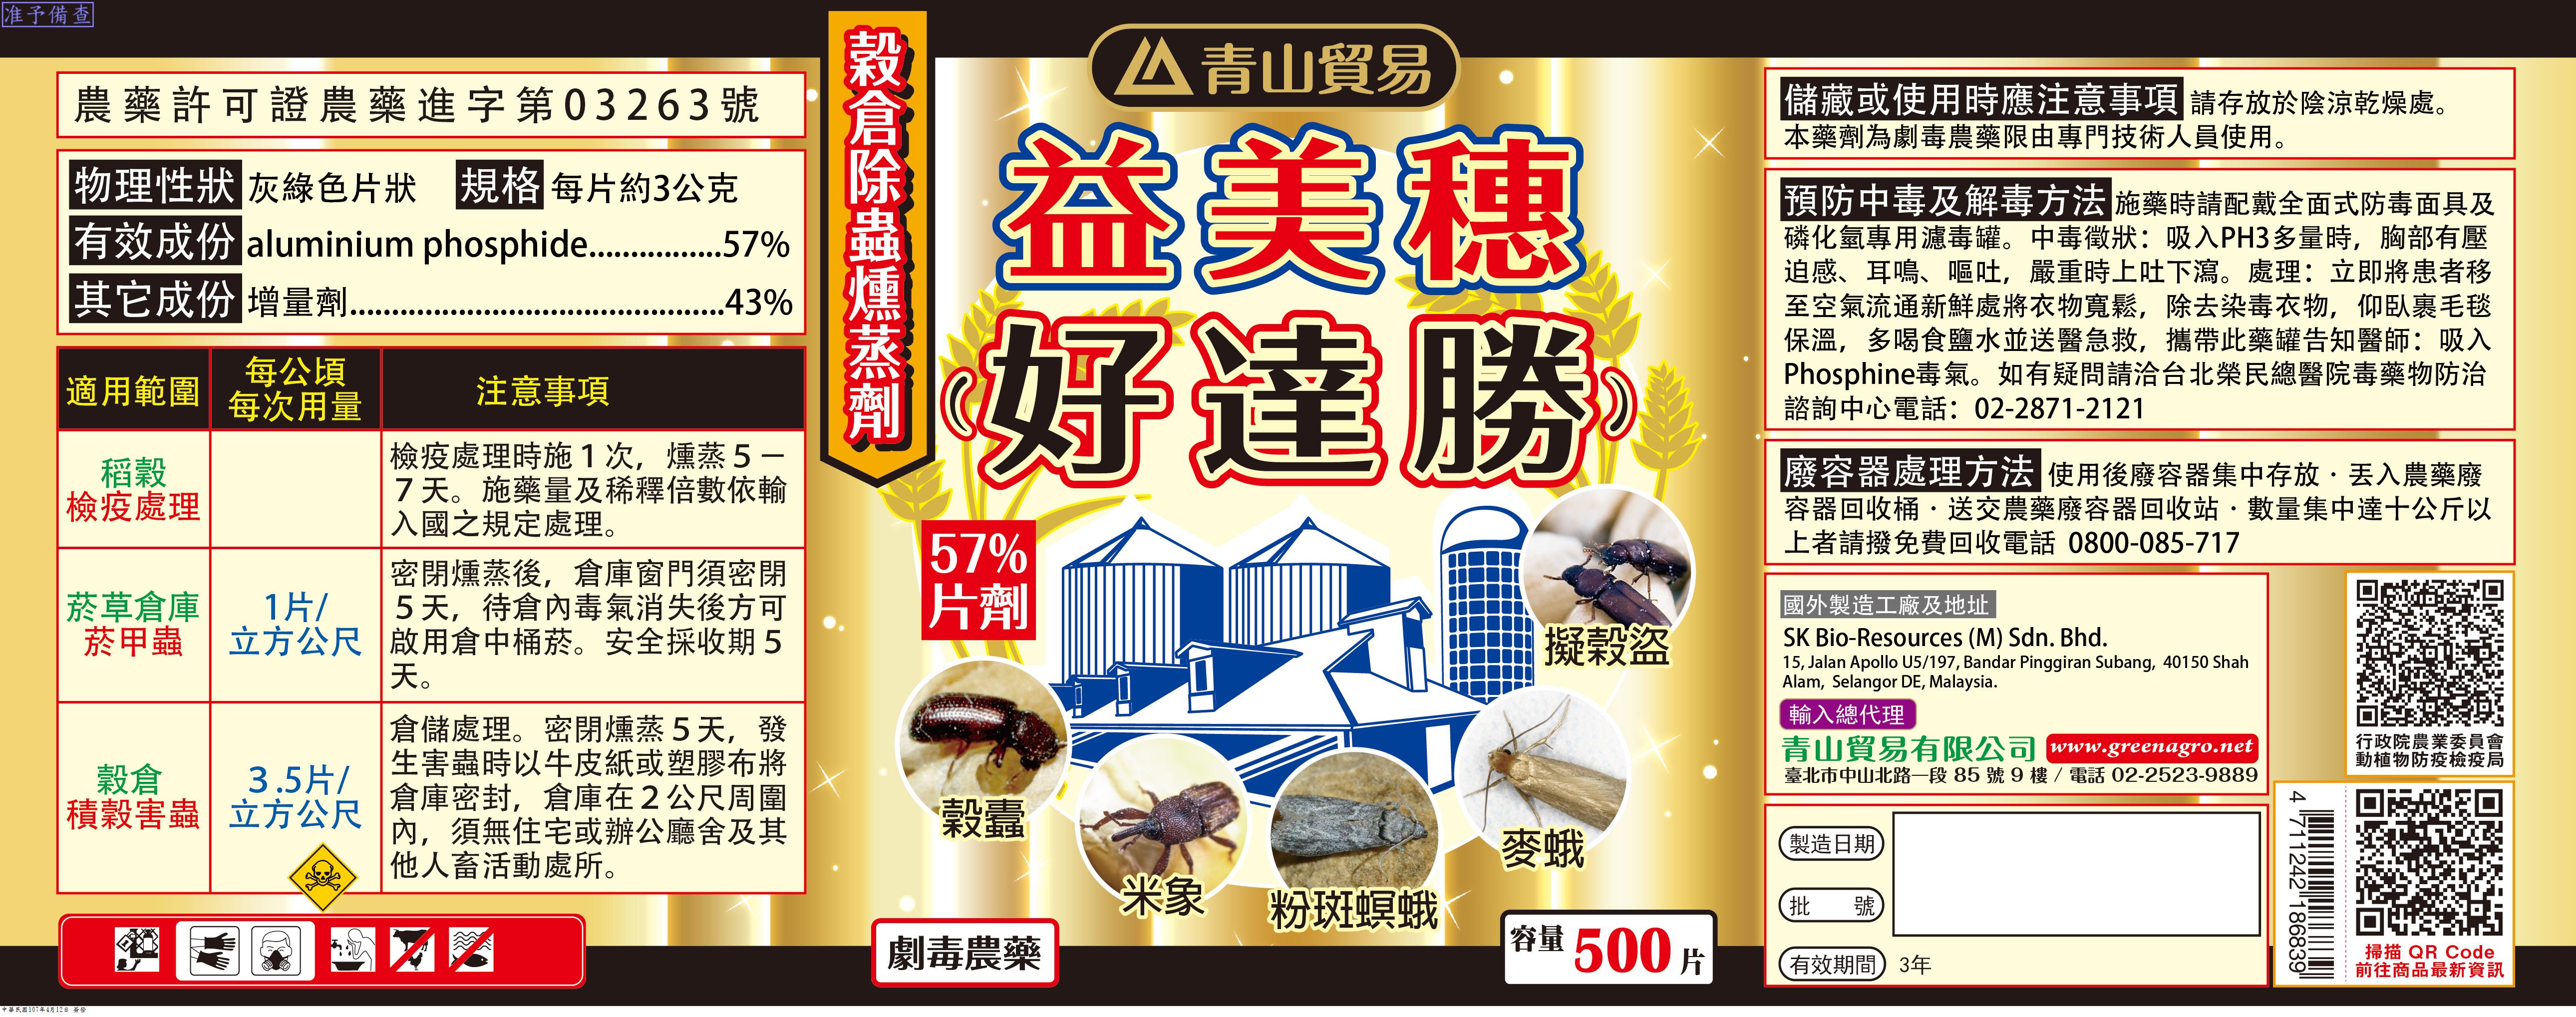 准予備查
農藥許可證農藥進字第03263號
物理性狀 灰綠色片狀 規格 每片約3公克
有效成份 aluminium phosphide................57%
其它成份 增量劑.............................................43%
適用範圍 每公頃每次用量 注意事項
稻穀
檢疫處理
檢疫處理時施1次，燻蒸5－
7天。施藥量及稀釋倍數依輸
入國之規定處理。
菸草倉庫
菸甲蟲
1片/
立方公尺
密閉燻蒸後，倉庫窗門須密閉
5天，待倉內毒氣消失後方可
啟用倉中桶菸。安全採收期5
天。
穀倉
積穀害蟲
3.5片/
立方公尺
倉儲處理。密閉燻蒸5天，發
生害蟲時以牛皮紙或塑膠布將
倉庫密封，倉庫在2公尺周圍
內，須無住宅或辦公廳舍及其
他人畜活動處所。
中華民國107年4月12日 簽發
穀倉除蟲燻蒸劑
青山貿易
益美穗
(好達勝)
57%
片劑
擬穀盜
穀蠹
米象
粉斑螟蛾
麥蛾
劇毒農藥
容量 500 片
儲藏或使用時應注意事項 請存放於陰涼乾燥處。
本藥劑為劇毒農藥限由專門技術人員使用。
預防中毒及解毒方法 施藥時請配戴全面式防毒面具及
磷化氫專用濾毒罐。中毒徵狀：吸入PH3多量時，胸部有壓
迫感、耳鳴、嘔吐，嚴重時上吐下瀉。處理：立即將患者移
至空氣流通新鮮處將衣物寬鬆，除去染毒衣物，仰臥裹毛毯
保溫，多喝食鹽水並送醫急救，攜帶此藥罐告知醫師：吸入
Phosphine毒氣。如有疑問請洽台北榮民總醫院毒藥物防治
諮詢中心電話：02-2871-2121
廢容器處理方法 使用後廢容器集中存放．丟入農藥廢
容器回收桶．送交農藥廢容器回收站．數量集中達十公斤以
上者請撥免費回收電話 0800-085-717
國外製造工廠及地址
SK Bio-Resources (M) Sdn. Bhd.
15, Jalan Apollo U5/197, Bandar Pinggiran Subang, 40150 Shah
Alam, Selangor DE, Malaysia.
輸入總代理
青山貿易有限公司 www.greenagro.net
臺北市中山北路一段 85 號 9 樓 / 電話 02-2523-9889
行政院農業委員會
動植物防疫檢疫局
製造日期
批 號
有效期間 3年
4 711242 186839
掃描 QR Code
前往商品最新資訊